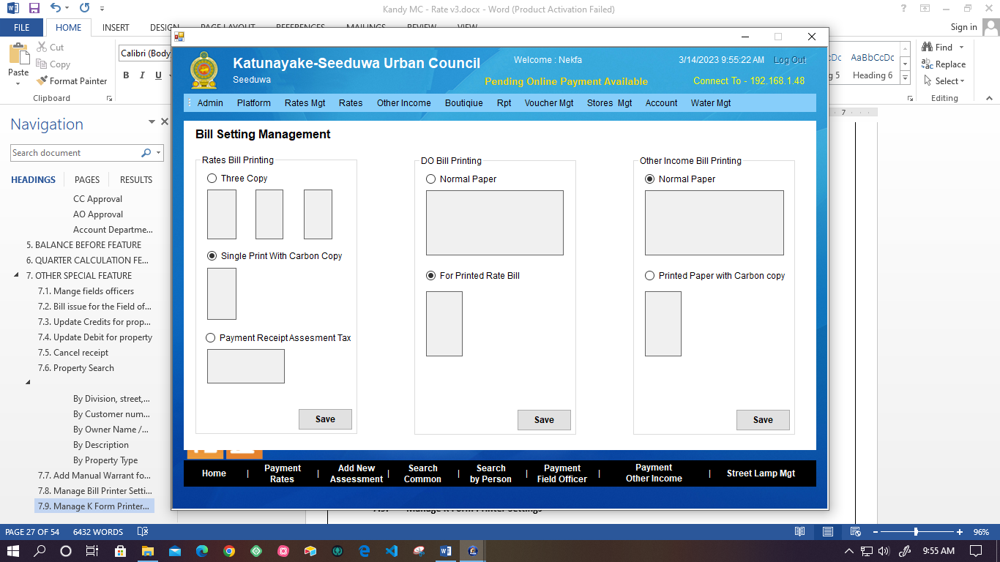 Kandy MC - Rate v3.docx - Word (Product Activation Failed)
FILE HOME INSERT DESIGN PAGE LAYOUT REFERENCES MAILINGS REVIEW VIEW Sign in
Paste
Cut
Copy
Format Painter
Clipboard
Calibri (Body
B I U
AaBbCcDc
5 Heading 6
Find
Replace
Select
Editing
Navigation
Search document
HEADINGS PAGES RESULTS
CC Approval
AO Approval
Account Departme...
5. BALANCE BEFORE FEATURE
6. QUARTER CALCULATION FE...
7. OTHER SPECIAL FEATURE
7.1. Mange fields officers
7.2. Bill issue for the Field of...
7.3. Update Credits for prop...
7.4. Update Debit for property
7.5. Cancel receipt
7.6. Property Search
By Division, street,...
By Customer num...
By Owner Name /...
By Description
By Property Type
7.7. Add Manual Warrant fo...
7.8. Manage Bill Printer Setti...
7.9. Manage K Form Printer...
7
Katunayake-Seeduwa Urban Council
Seeduwa
Welcome : Nekfa
3/14/2023 9:55:22 AM Log Out
Pending Online Payment Available
Connect To - 192.168.1.48
Admin Platform Rates Mgt Rates Other Income Boutiqiue Rpt Voucher Mgt Stores Mgt Account Water Mgt
Bill Setting Management
Rates Bill Printing
Three Copy
Single Print With Carbon Copy
Payment Receipt Assesment Tax
Save
DO Bill Printing
Normal Paper
For Printed Rate Bill
Save
Other Income Bill Printing
Normal Paper
Printed Paper with Carbon copy
Save
Home
Payment
Rates
Add New
Assessment
Search
Common
Search
by Person
Payment
Field Officer
Payment
Other Income
Street Lamp Mgt
Manage K Form Printer Settings
PAGE 27 OF 54 6432 WORDS 96%
9:55 AM